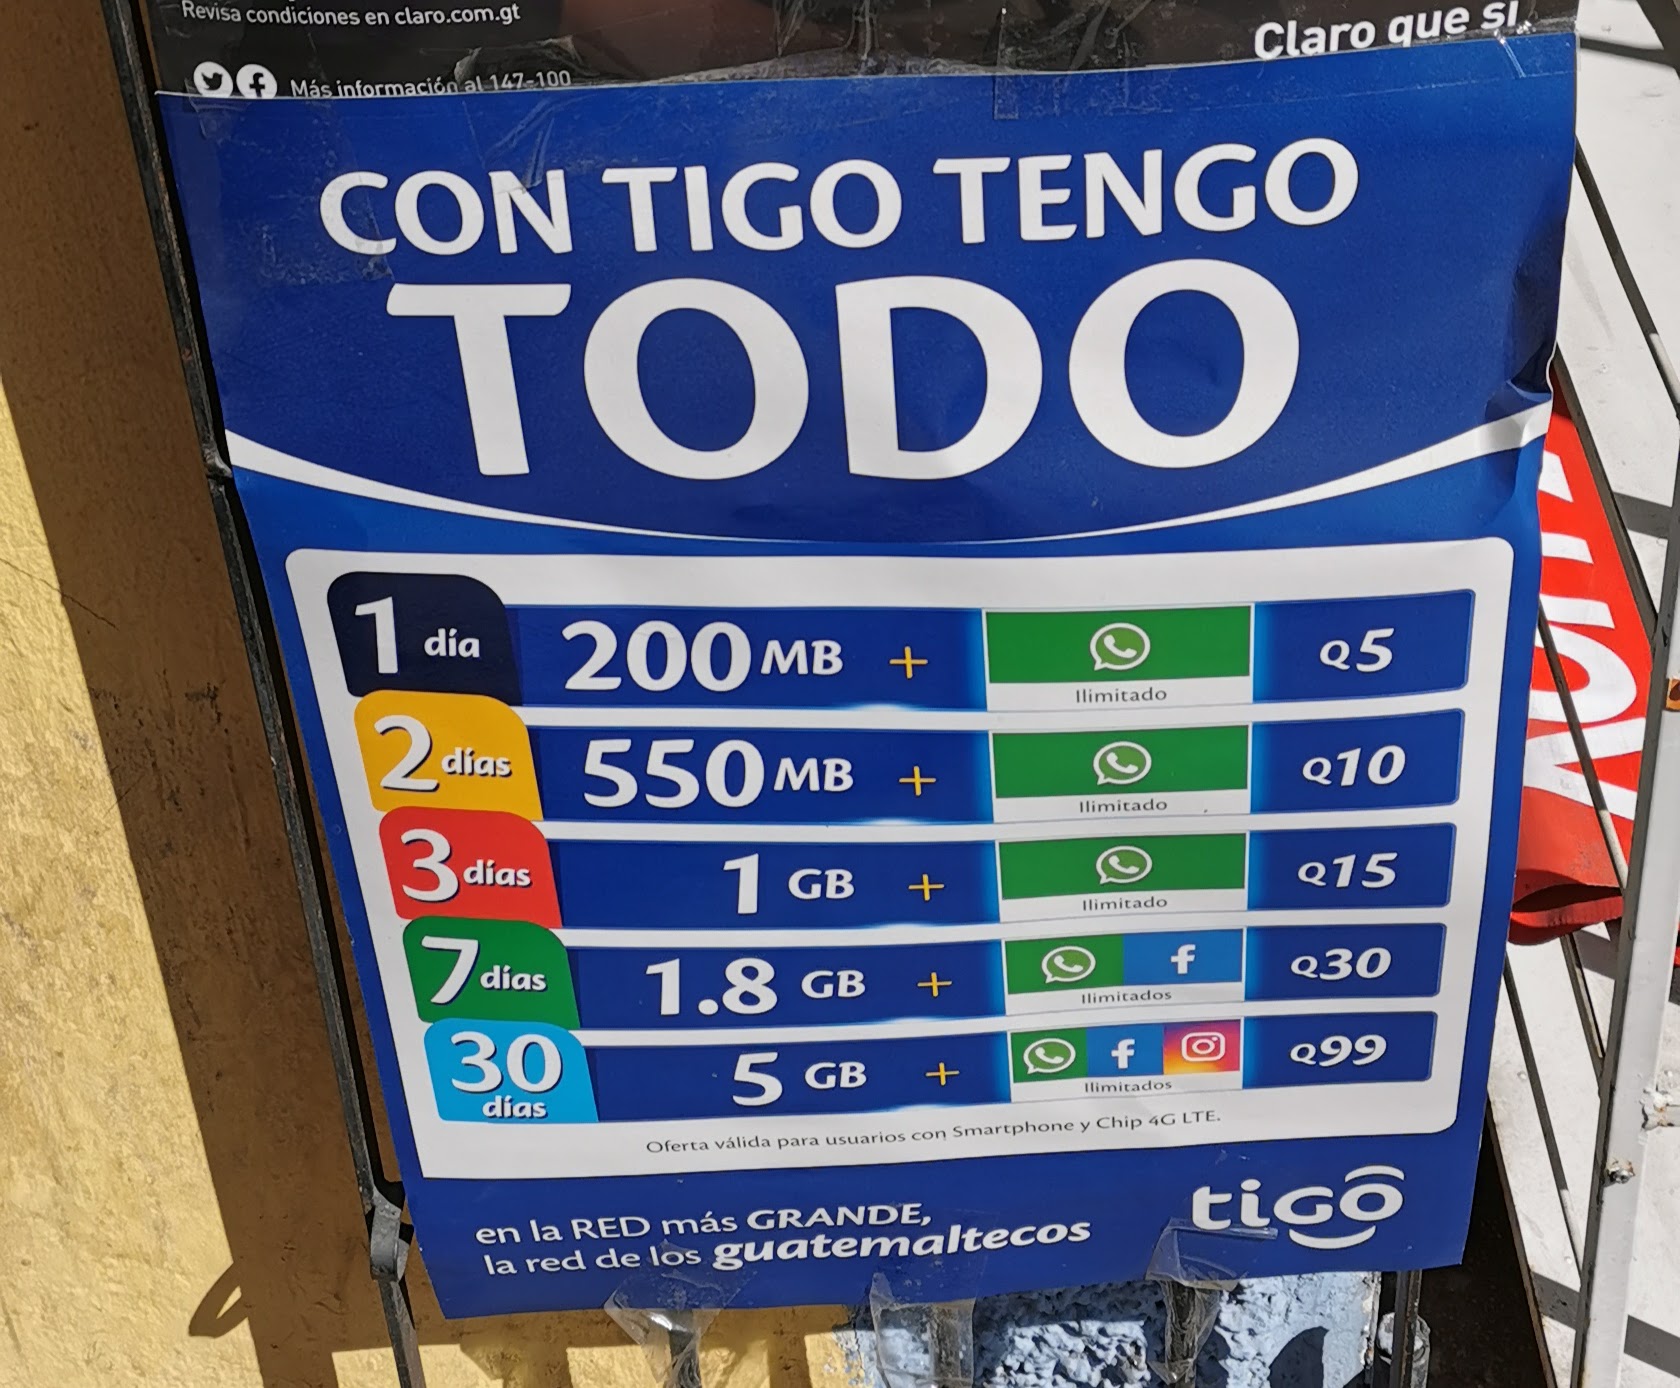 Revisa condiciones en claro.com.gt
Claro que sí
Más información al 147-100
CON TIGO TENGO
TODO
1 día 200 MB + Ilimitado Q5
2 días 550 MB + Ilimitado Q10
3 días 1 GB + Ilimitado Q15
7 días 1.8 GB + Ilimitados Q30
30 días 5 GB + Ilimitados Q99
Oferta válida para usuarios con Smartphone y Chip 4G LTE.
en la RED más GRANDE,
la red de los guatemaltecos
tiGô